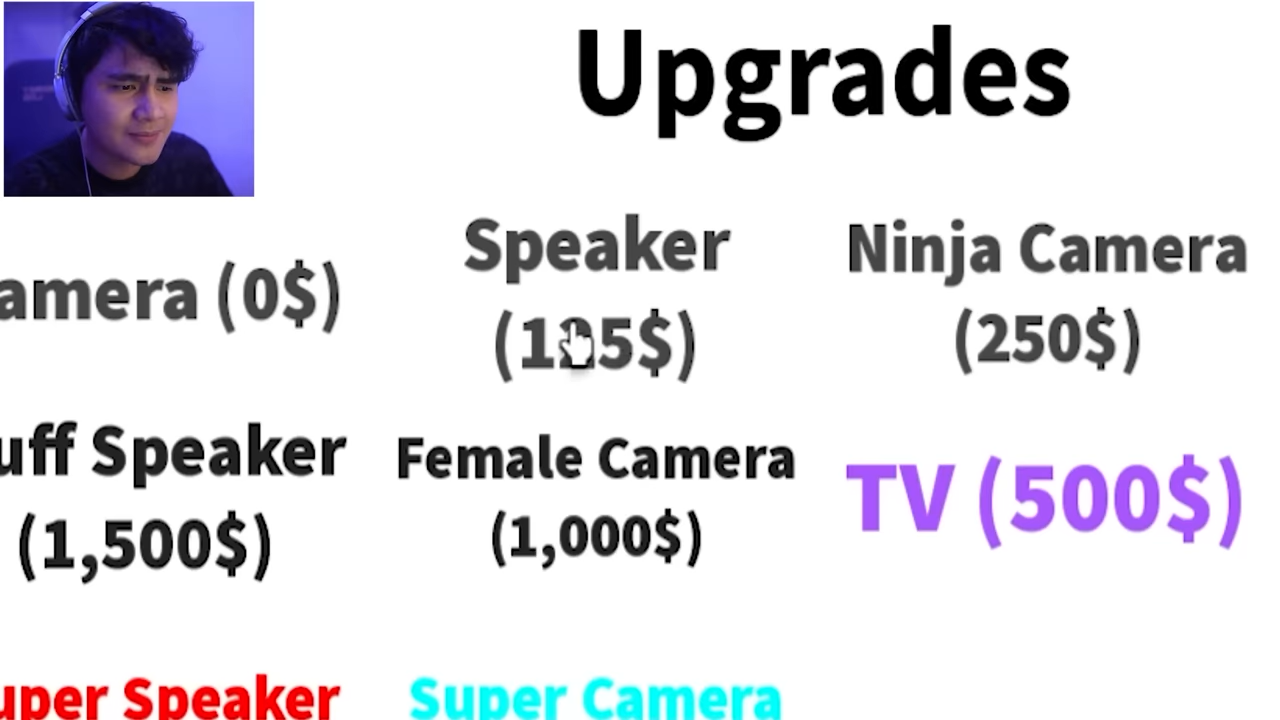 Upgrades
amera (0$)
Speaker
(125$)
Ninja Camera
(250$)
uff Speaker
(1,500$)
Female Camera
(1,000$)
TV (500$)
uper Speaker
Super Camera